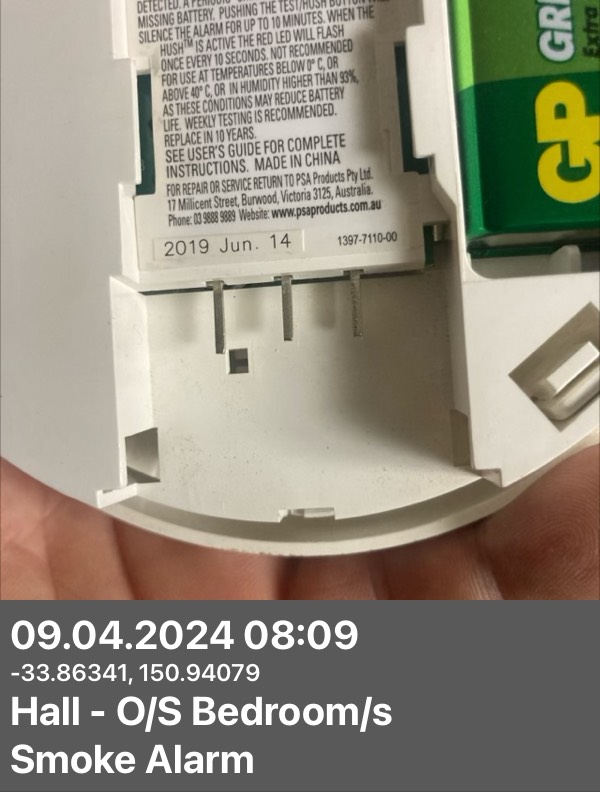 DETECTED. A PERIODIC
MISSING BATTERY. PUSHING THE TEST/HUSH BUTTON
SILENCE THE ALARM FOR UP TO 10 MINUTES. WHEN THE
HUSH™ IS ACTIVE THE RED LED WILL FLASH
ONCE EVERY 10 SECONDS. NOT RECOMMENDED
FOR USE AT TEMPERATURES BELOW 0° C, OR
ABOVE 40° C, OR IN HUMIDITY HIGHER THAN 93%,
AS THESE CONDITIONS MAY REDUCE BATTERY
LIFE. WEEKLY TESTING IS RECOMMENDED.
REPLACE IN 10 YEARS.
SEE USER'S GUIDE FOR COMPLETE
INSTRUCTIONS. MADE IN CHINA
FOR REPAIR OR SERVICE RETURN TO PSA Products Pty Ltd.
17 Millicent Street, Burwood, Victoria 3125, Australia.
Phone: 03 9888 9889 Website: www.psaproducts.com.au
2019 Jun. 14
1397-7110-00
GP
GRE
Extra
09.04.2024 08:09
-33.86341, 150.94079
Hall - O/S Bedroom/s
Smoke Alarm